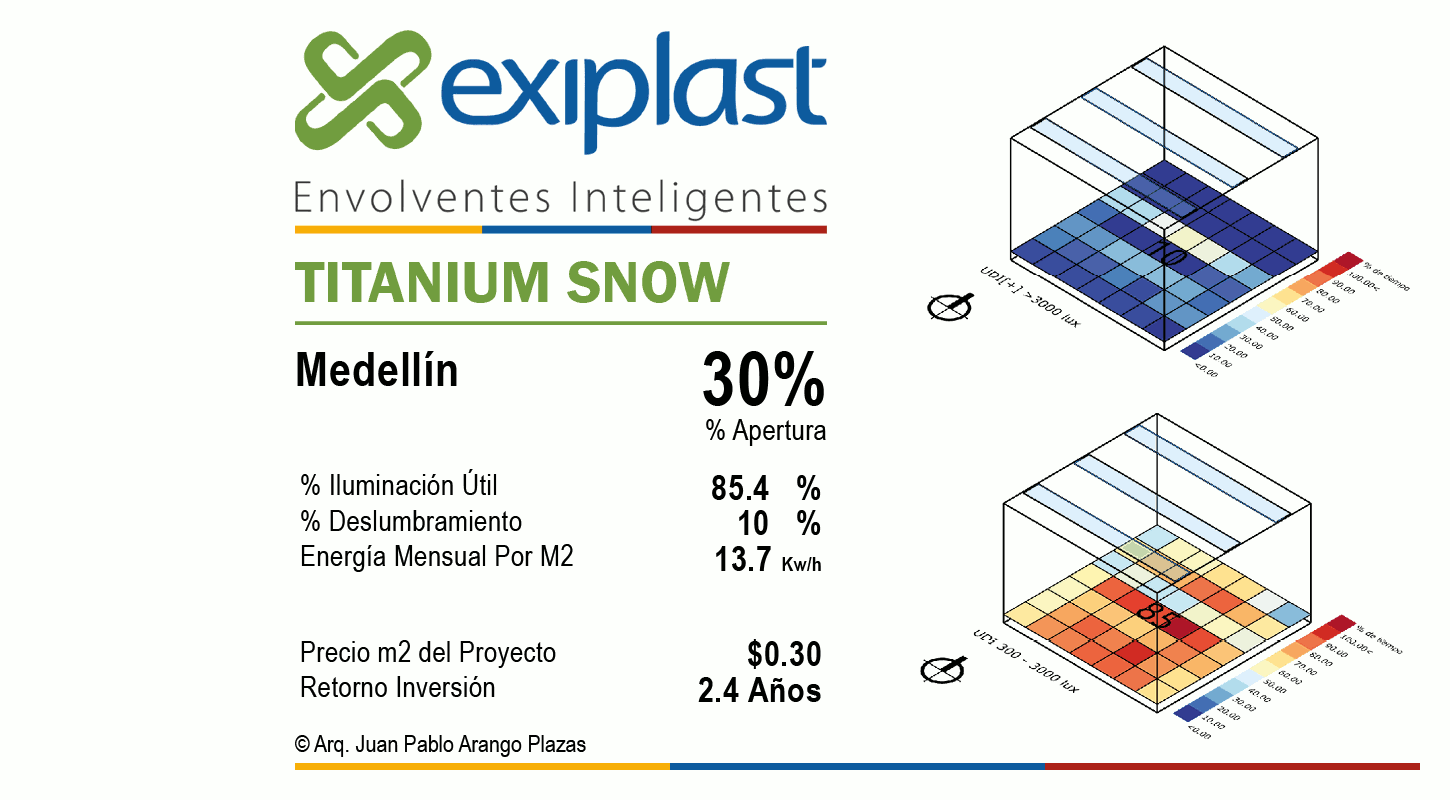 exiplast
Envolventes Inteligentes
TITANIUM SNOW
Medellín
30%
% Apertura
% Iluminación Útil 85.4 %
% Deslumbramiento 10 %
Energía Mensual Por M2 13.7 Kw/h
Precio m2 del Proyecto $0.30
Retorno Inversión 2.4 Años
© Arq. Juan Pablo Arango Plazas
10
UDI[+] >3000 lux
% de tiempo
100.00<
90.00
80.00
70.00
60.00
50.00
40.00
30.00
20.00
10.00
<0.00
85
UDI 300 - 3000 lux
% de tiempo
100.00<
90.00
80.00
70.00
60.00
50.00
40.00
30.00
20.00
10.00
<0.00